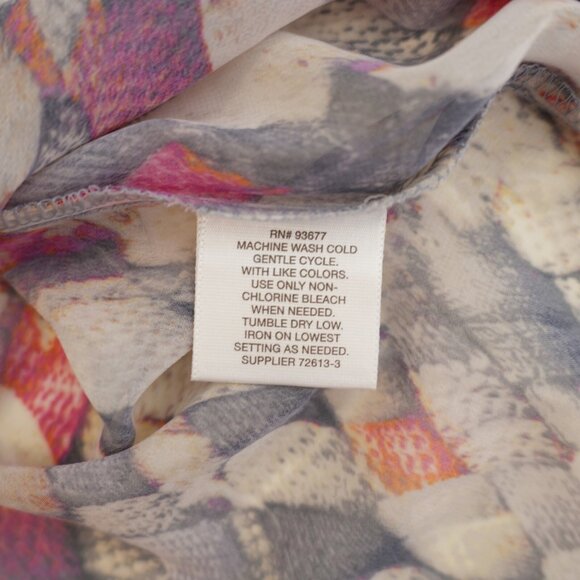 RN# 93677
MACHINE WASH COLD
GENTLE CYCLE.
WITH LIKE COLORS.
USE ONLY NON-
CHLORINE BLEACH
WHEN NEEDED.
TUMBLE DRY LOW.
IRON ON LOWEST
SETTING AS NEEDED.
SUPPLIER 72613-3